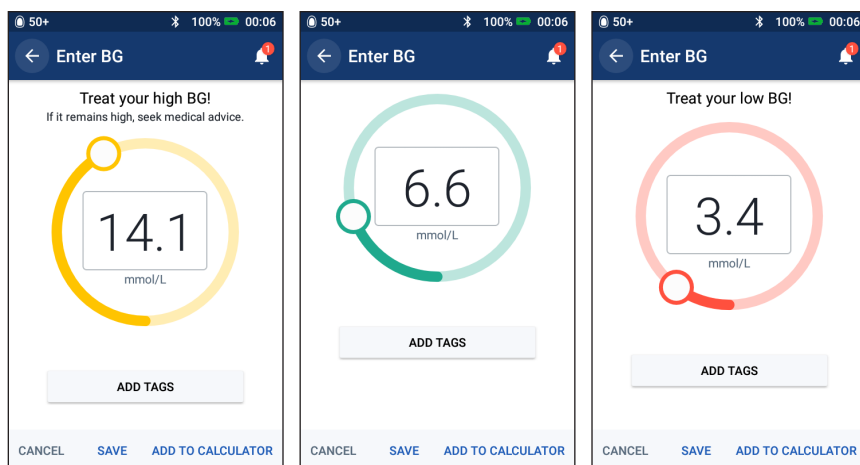 50+ 100% 00:06
Enter BG 1
Treat your high BG!
If it remains high, seek medical advice.
14.1
mmol/L
ADD TAGS
CANCEL SAVE ADD TO CALCULATOR
50+ 100% 00:06
Enter BG 1
6.6
mmol/L
ADD TAGS
CANCEL SAVE ADD TO CALCULATOR
50+ 100% 00:06
Enter BG 1
Treat your low BG!
3.4
mmol/L
ADD TAGS
CANCEL SAVE ADD TO CALCULATOR